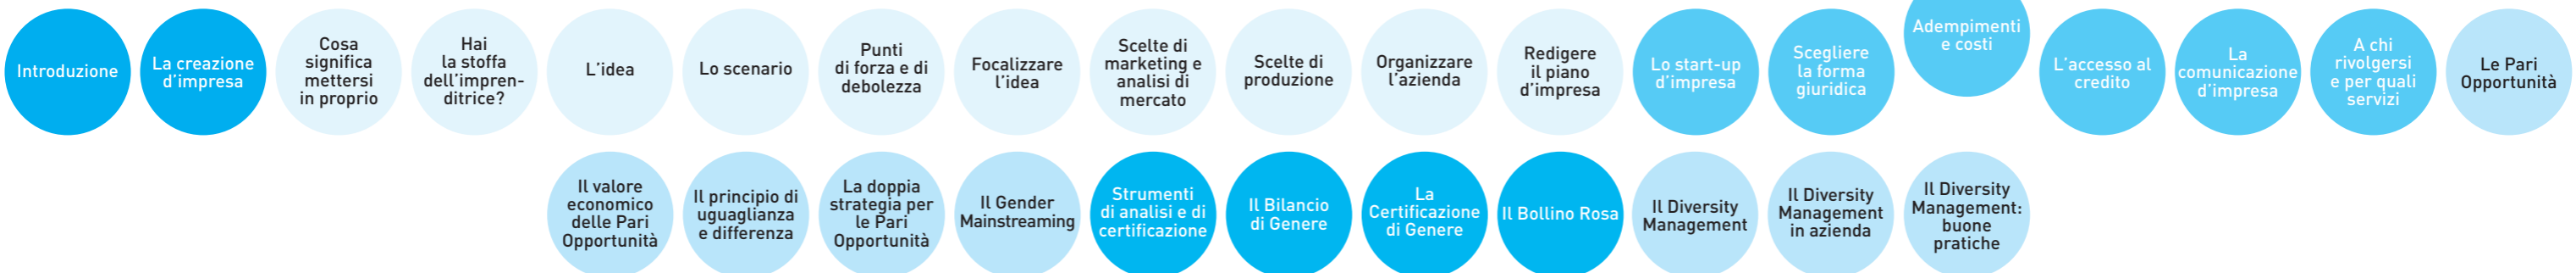 Introduzione
La creazione
d'impresa
Cosa
significa
mettersi
in proprio
Hai
la stoffa
dell'impren-
ditrice?
L'idea
Lo scenario
Punti
di forza e di
debolezza
Focalizzare
l'idea
Scelte di
marketing e
analisi di
mercato
Scelte di
produzione
Organizzare
l'azienda
Redigere
il piano
d'impresa
Lo start-up
d'impresa
Scegliere
la forma
giuridica
Adempimenti
e costi
L'accesso al
credito
La
comunicazione
d'impresa
A chi
rivolgersi
e per quali
servizi
Le Pari
Opportunità
Il valore
economico
delle Pari
Opportunità
Il principio di
uguaglianza
e differenza
La doppia
strategia per
le Pari
Opportunità
Il Gender
Mainstreaming
Strumenti
di analisi e di
certificazione
Il Bilancio
di Genere
La
Certificazione
di Genere
Il Bollino Rosa
Il Diversity
Management
Il Diversity
Management
in azienda
Il Diversity
Management:
buone
pratiche